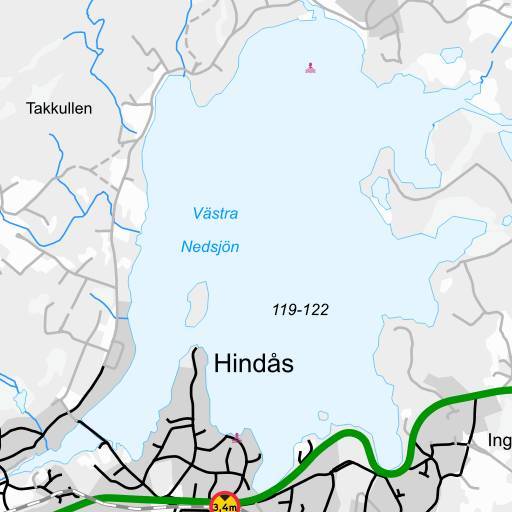 Takkullen
Västra
Nedsjön
119-122
Hindås
Ing
3,4m